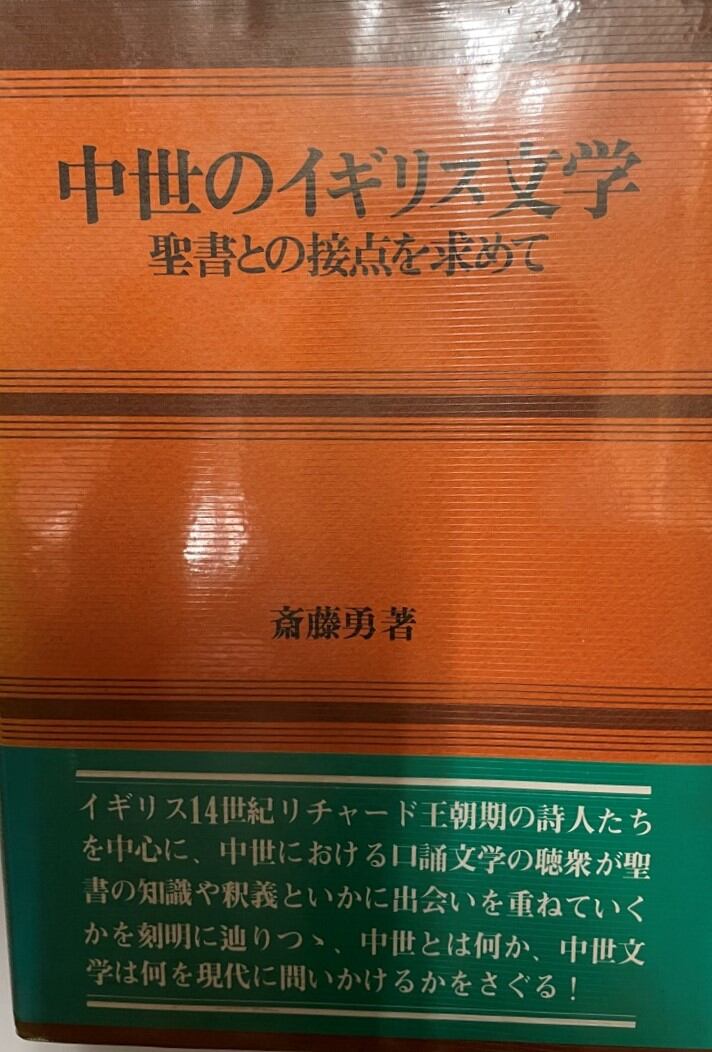 中世のイギリス文学
聖書との接点を求めて
斎藤勇著
イギリス14世紀リチャード王朝期の詩人たち
を中心に、中世における口誦文学の聴衆が聖
書の知識や釈義といかに出会いを重ねていく
かを刻明に辿りつゝ、中世とは何か、中世文
学は何を現代に問いかけるかをさぐる！